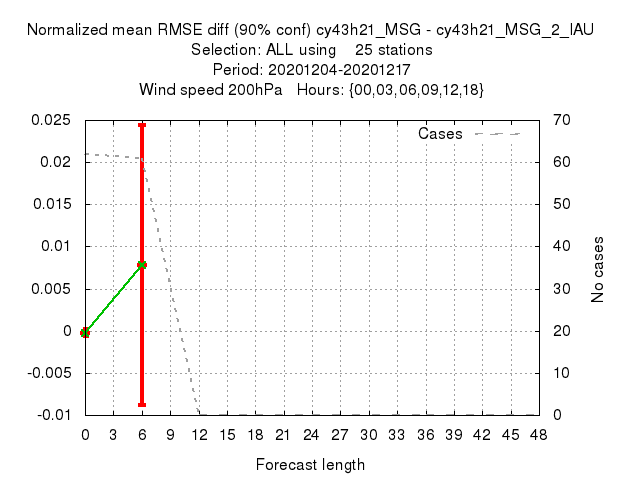 Normalized mean RMSE diff (90% conf) cy43h21_MSG - cy43h21_MSG_2_IAU
Selection: ALL using    25 stations
Period: 20201204-20201217
Wind speed 200hPa   Hours: {00,03,06,09,12,18}
0.025
0.02
0.015
0.01
0.005
0
-0.005
-0.01
Cases
70
60
50
40
30
20
10
0
No cases
0 3 6 9 12 15 18 21 24 27 30 33 36 39 42 45 48
Forecast length